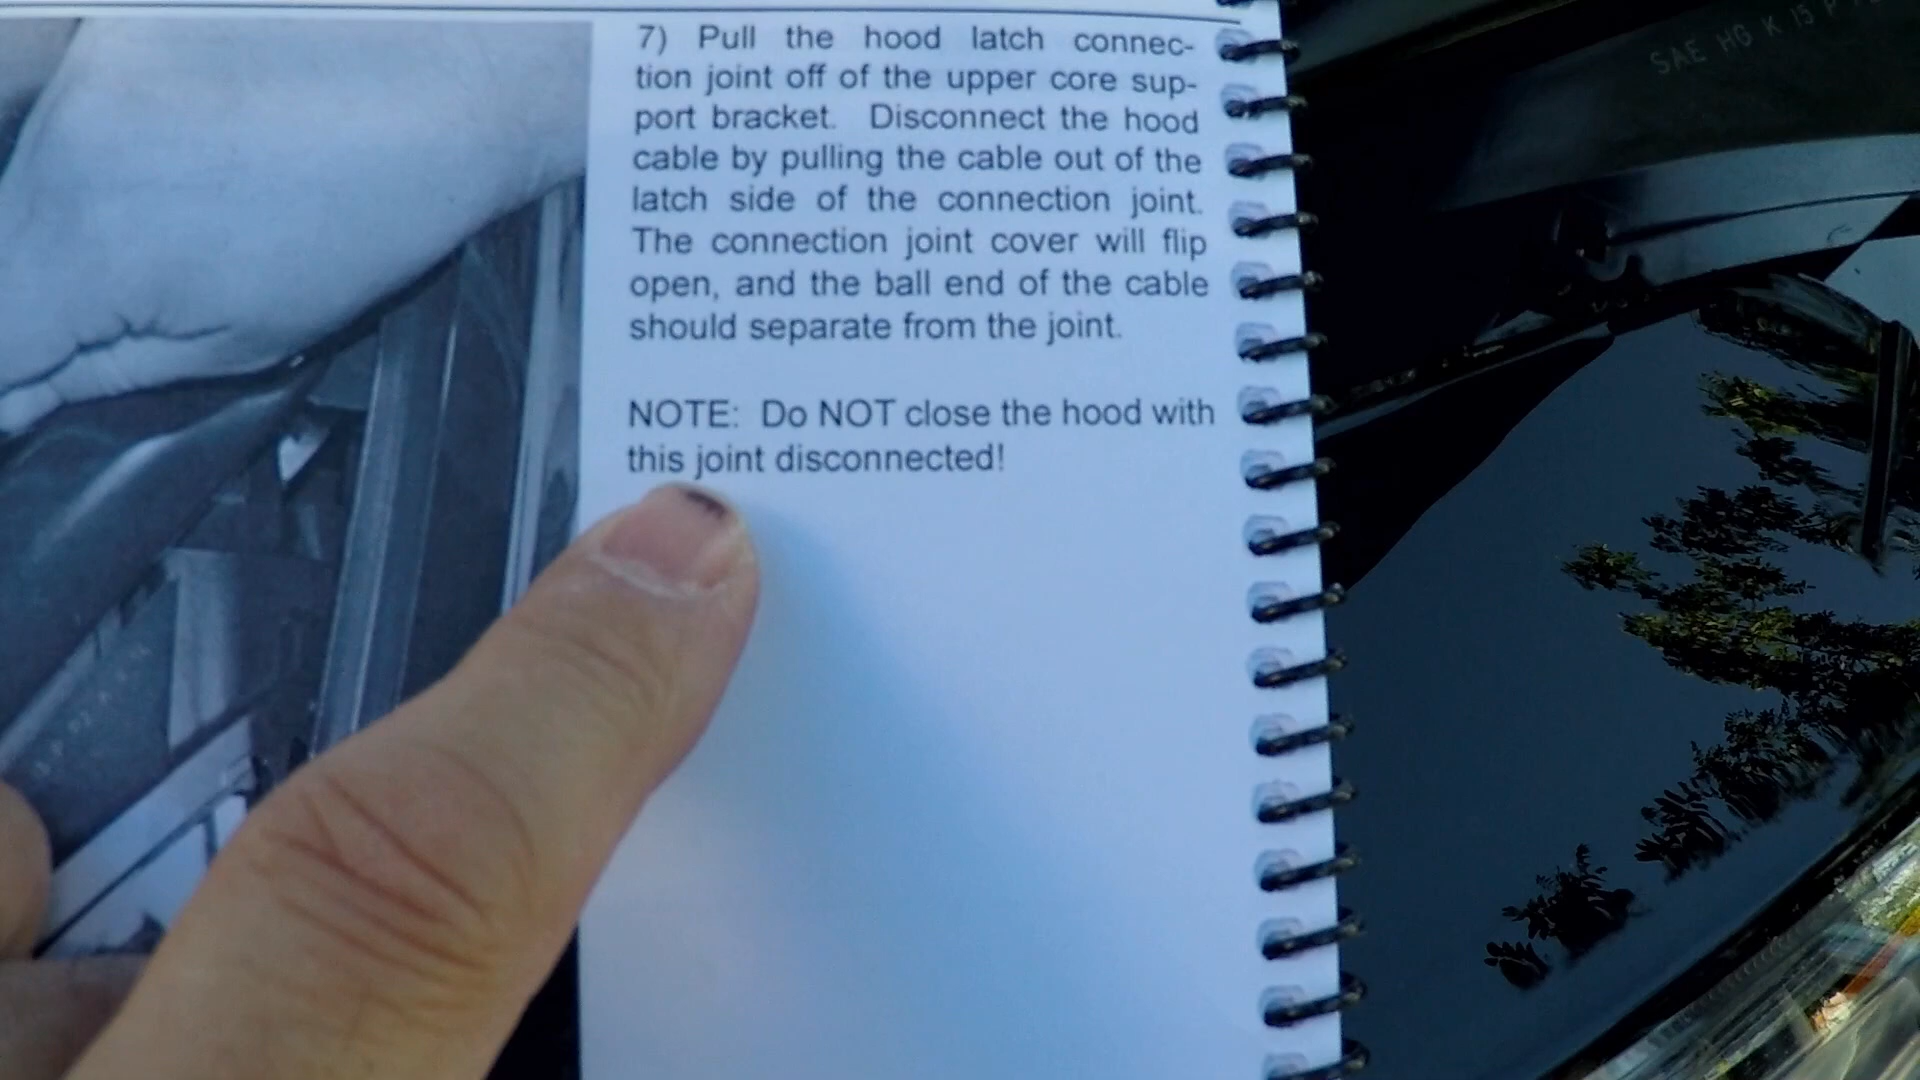 7) Pull the hood latch connec-
tion joint off of the upper core sup-
port bracket. Disconnect the hood
cable by pulling the cable out of the
latch side of the connection joint.
The connection joint cover will flip
open, and the ball end of the cable
should separate from the joint.
NOTE: Do NOT close the hood with
this joint disconnected!
SAE HG K 15 P